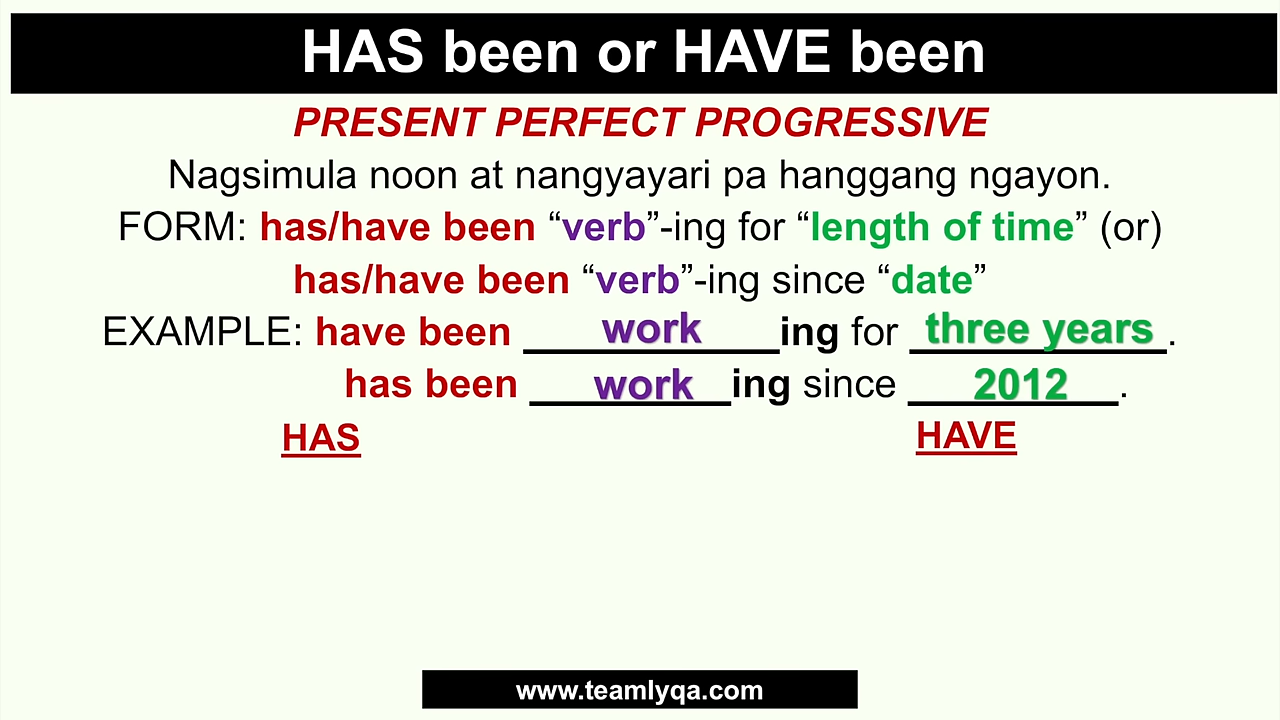 HAS been or HAVE been
PRESENT PERFECT PROGRESSIVE
Nagsimula noon at nangyayari pa hanggang ngayon.
FORM: has/have been “verb”-ing for “length of time” (or)
has/have been “verb”-ing since “date”
EXAMPLE: have been work ing for three years.
has been work ing since 2012.
HAS HAVE
www.teamlyqa.com